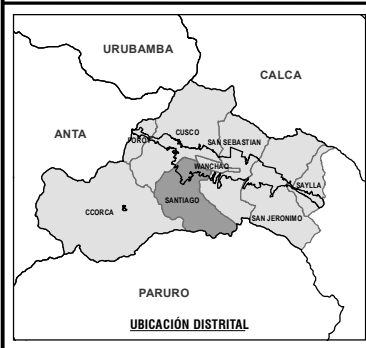 URUBAMBA
CALCA
ANTA
CUSCO
POROY
SAN SEBASTIAN
WANCHAQ
SAYLLA
SANTIAGO
CCORCA
SAN JERONIMO
PARURO
UBICACIÓN DISTRITAL